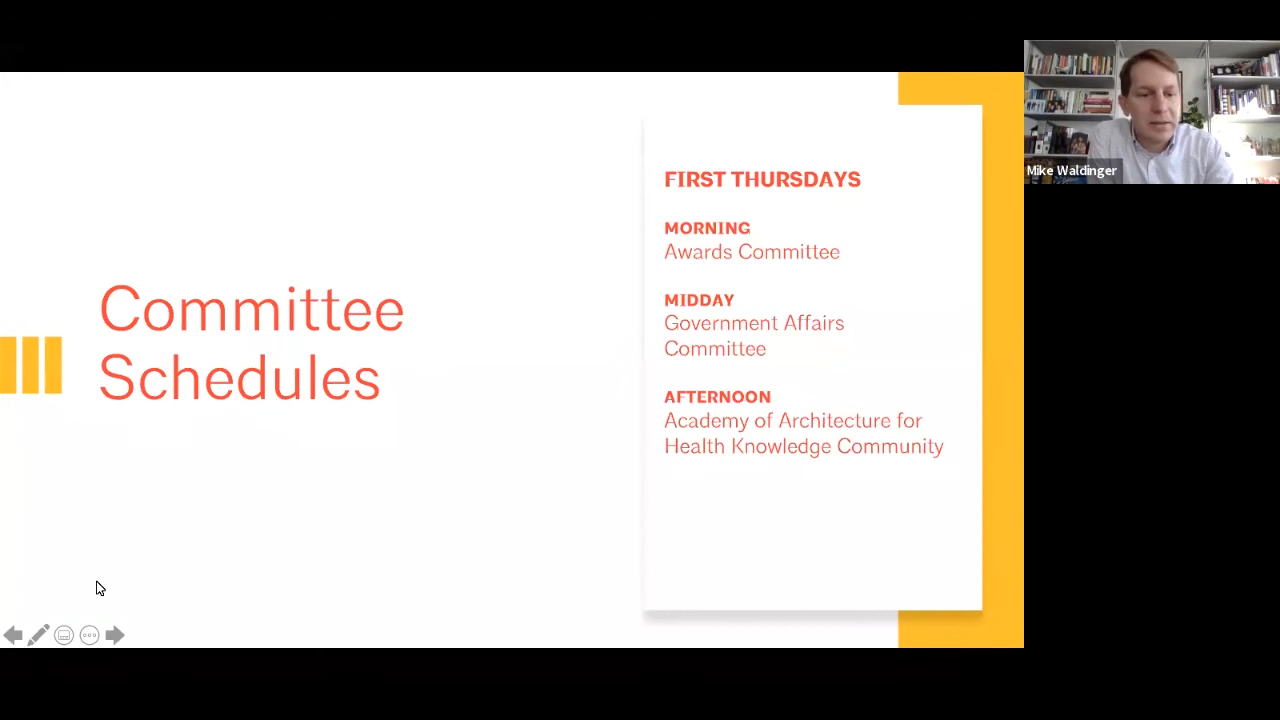 Committee
Schedules
FIRST THURSDAYS
MORNING
Awards Committee
MIDDAY
Government Affairs
Committee
AFTERNOON
Academy of Architecture for
Health Knowledge Community
Mike Waldinger